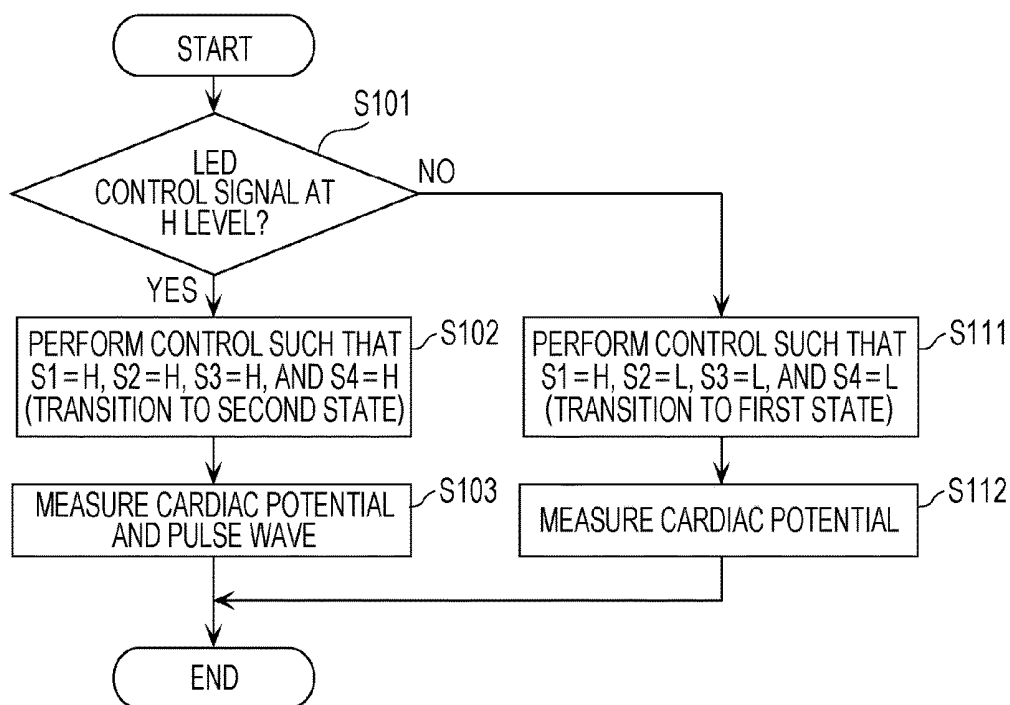 START
S101
LED
CONTROL SIGNAL AT
H LEVEL?
NO
YES
PERFORM CONTROL SUCH THAT
S1=H, S2=H, S3=H, AND S4=H
(TRANSITION TO SECOND STATE)
S102
PERFORM CONTROL SUCH THAT
S1=H, S2=L, S3=L, AND S4=L
(TRANSITION TO FIRST STATE)
S111
MEASURE CARDIAC POTENTIAL
AND PULSE WAVE
S103
MEASURE CARDIAC POTENTIAL
S112
END